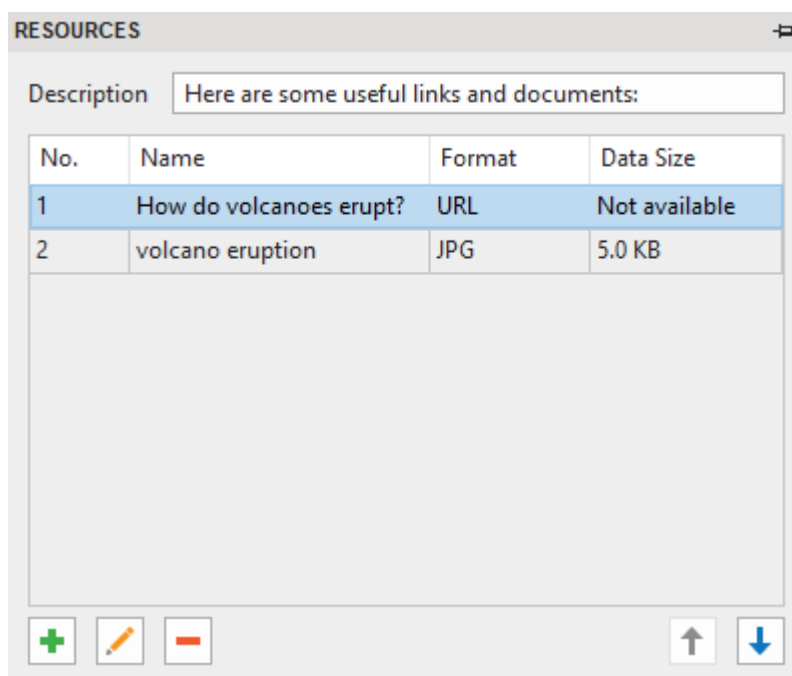 RESOURCES
Description Here are some useful links and documents:
No. Name Format Data Size
1 How do volcanoes erupt? URL Not available
2 volcano eruption JPG 5.0 KB